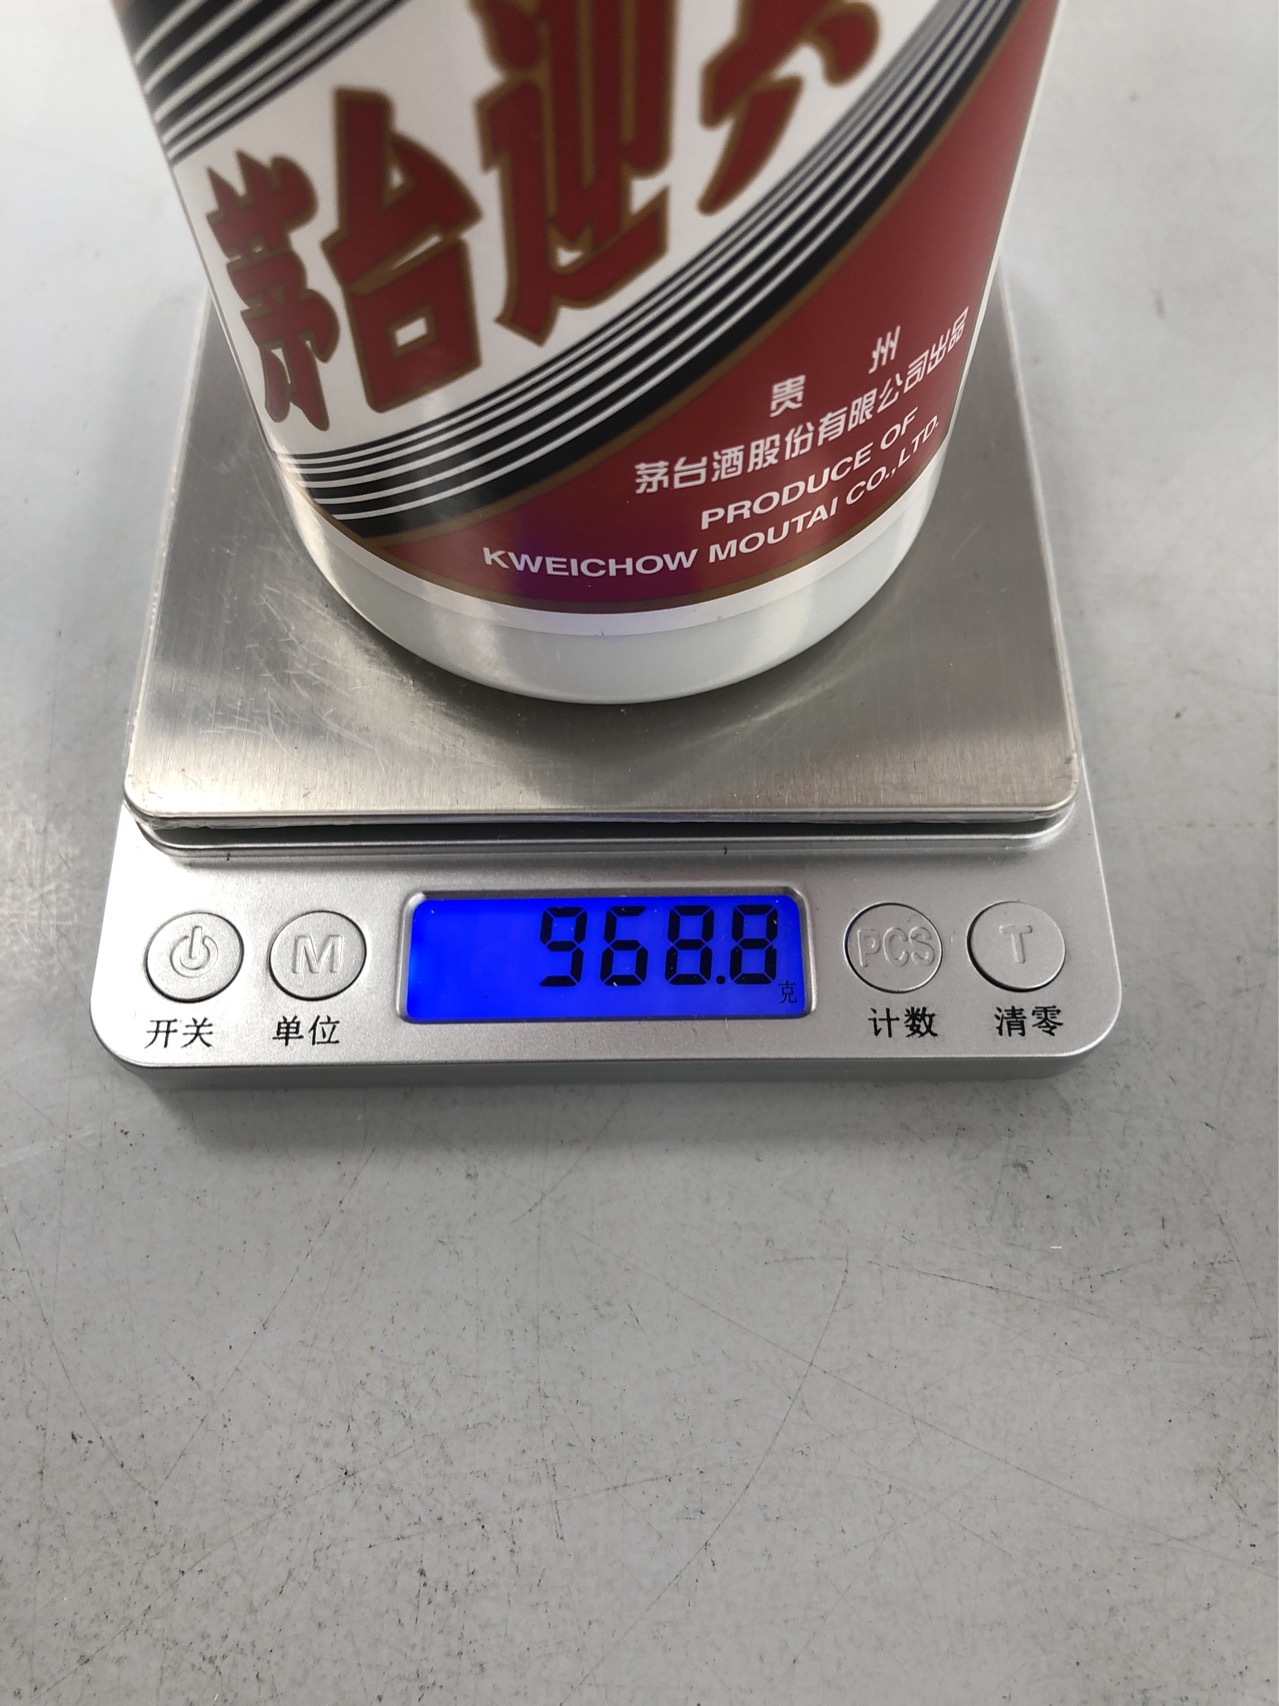 茅台迎
贵州
茅台酒股份有限公司出品
PRODUCE OF
KWEICHOW MOUTAI CO.,LTD.
968.8
克
M
PCS
T
开关
单位
计数
清零